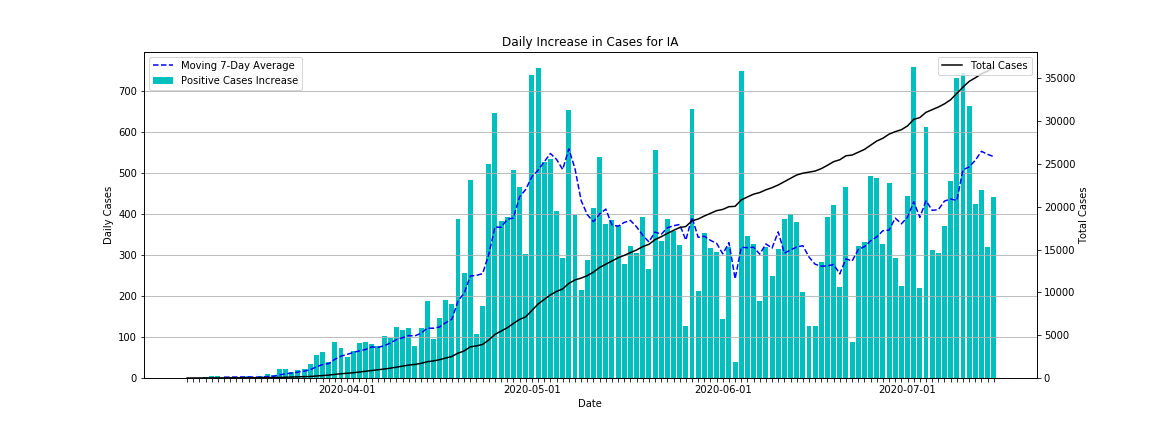 Daily Increase in Cases for IA
Moving 7-Day Average
Positive Cases Increase
Total Cases
Daily Cases
700
600
500
400
300
200
100
0
35000
30000
25000
20000
15000
10000
5000
0
Total Cases
2020-04-01
2020-05-01
2020-06-01
2020-07-01
Date